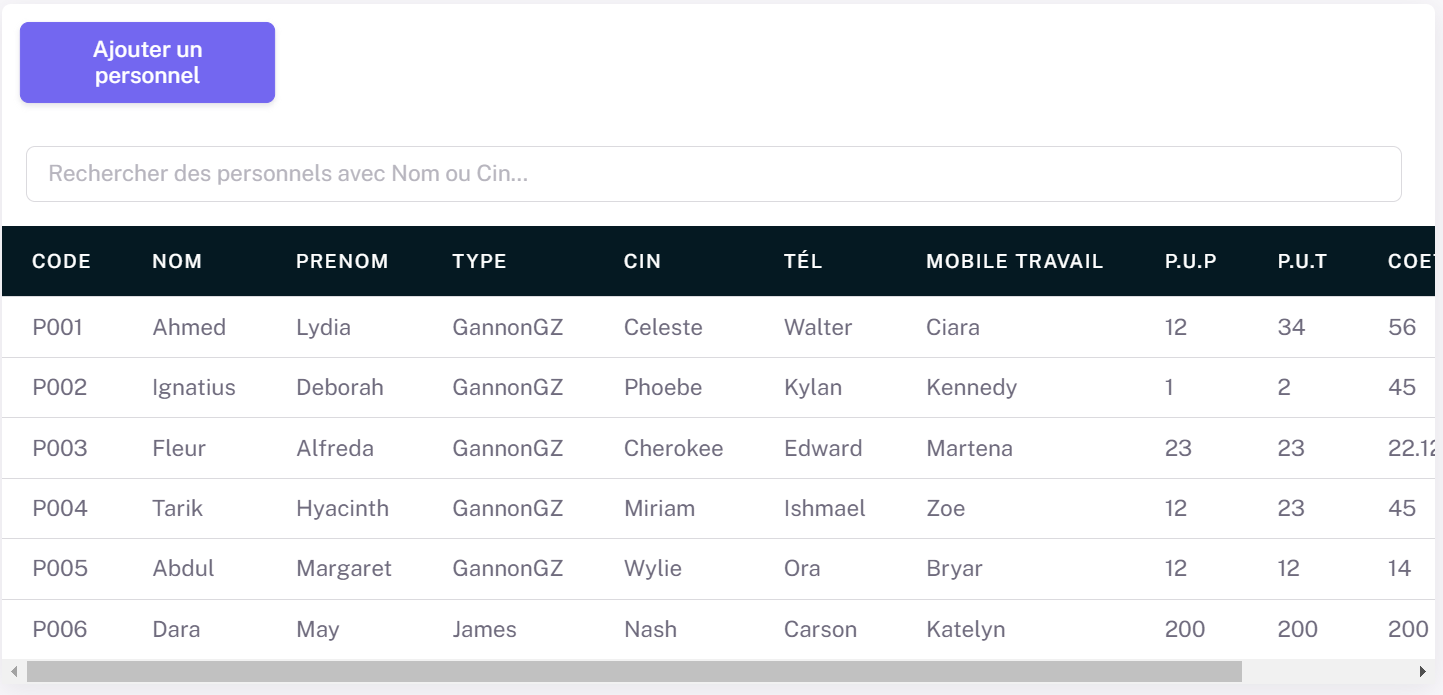 Ajouter un
personnel
Rechercher des personnels avec Nom ou Cin...
CODE NOM PRENOM TYPE CIN TÉL MOBILE TRAVAIL P.U.P P.U.T
P001 Ahmed Lydia GannonGZ Celeste Walter Ciara 12 34 56
P002 Ignatius Deborah GannonGZ Phoebe Kylan Kennedy 1 2 45
P003 Fleur Alfreda GannonGZ Cherokee Edward Martena 23 23 22.12
P004 Tarik Hyacinth GannonGZ Miriam Ishmael Zoe 12 23 45
P005 Abdul Margaret GannonGZ Wylie Ora Bryar 12 12 14
P006 Dara May James Nash Carson Katelyn 200 200 200